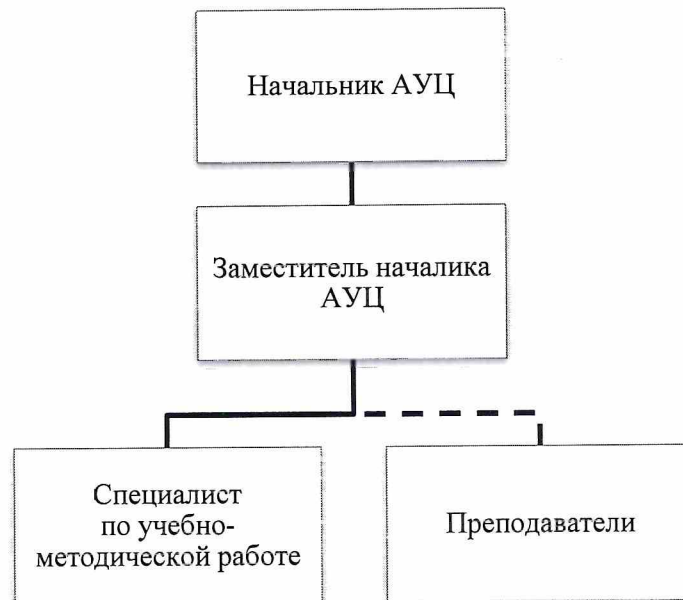 Начальник АУЦ
Заместитель началика
АУЦ
Специалист
по учебно-
методической работе
Преподаватели